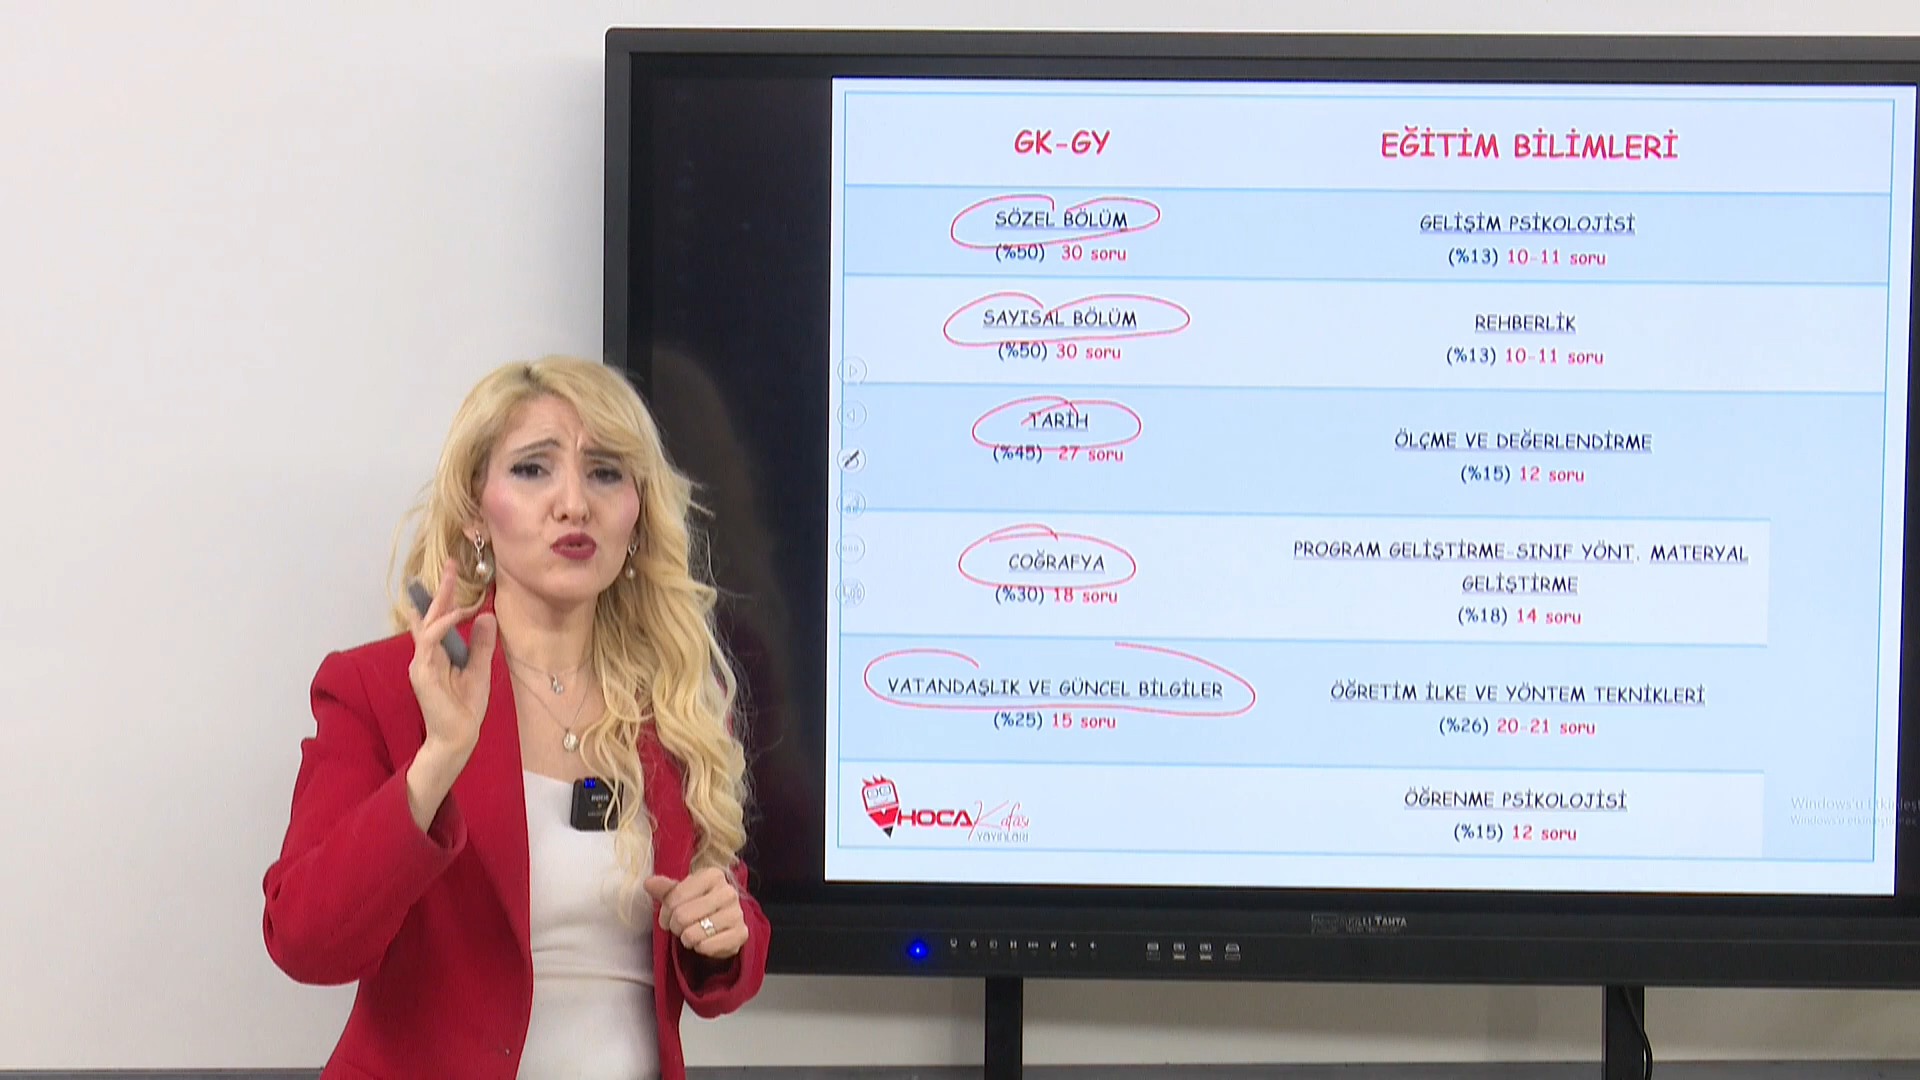 GK-GY
EĞİTİM BİLİMLERİ
SÖZEL BÖLÜM
(%50) 30 soru
GELİŞİM PSİKOLOJİSİ
(%13) 10-11 soru
SAYISAL BÖLÜM
(%50) 30 soru
REHBERLİK
(%13) 10-11 soru
TARİH
(%45) 27 soru
ÖLÇME VE DEĞERLENDİRME
(%15) 12 soru
COĞRAFYA
(%30) 18 soru
PROGRAM GELİŞTİRME-SINIF YÖNT. MATERYAL
GELİŞTİRME
(%18) 14 soru
VATANDAŞLIK VE GÜNCEL BİLGİLER
(%25) 15 soru
ÖĞRETİM İLKE VE YÖNTEM TEKNİKLERİ
(%26) 20-21 soru
ÖĞRENME PSİKOLOJİSİ
(%15) 12 soru
HOCA Kafası
YAYINLARI
Windows'u Etkinleşt